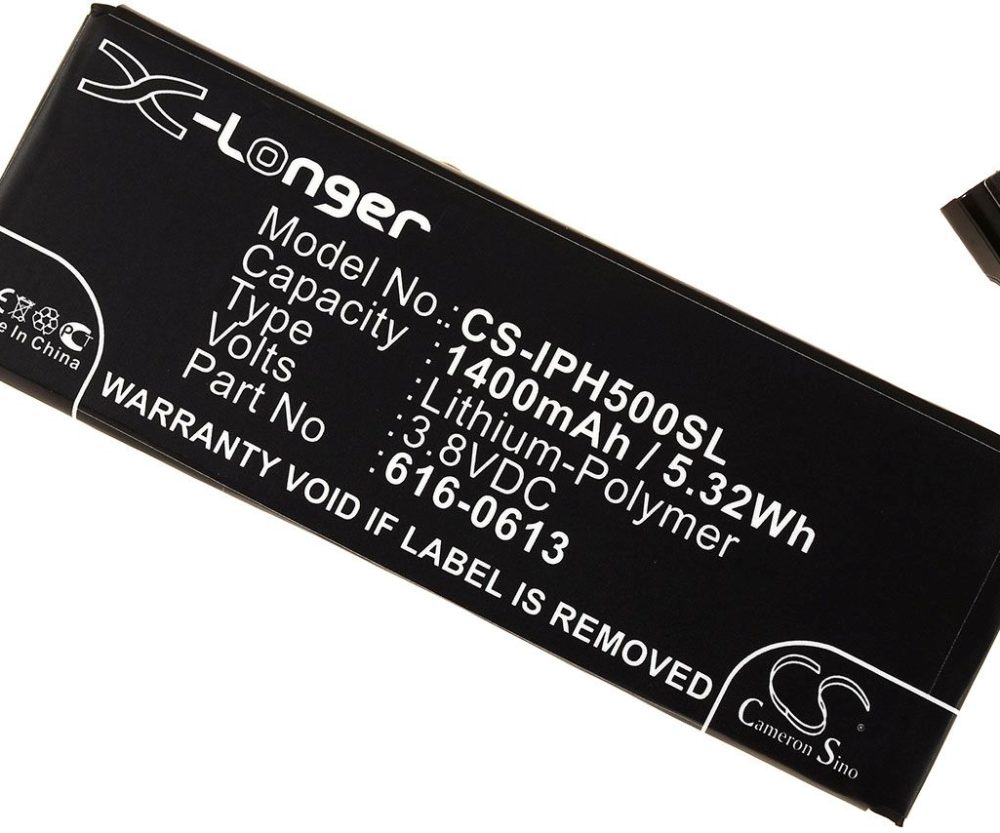 X-Longer
Model No. : CS-IPH500SL
Capacity : 1400mAh / 5.32Wh
Type : Lithium-Polymer
Volts : 3.8VDC
Part No : 616-0613
WARRANTY VOID IF LABEL IS REMOVED
in China
CS
Cameron Sino